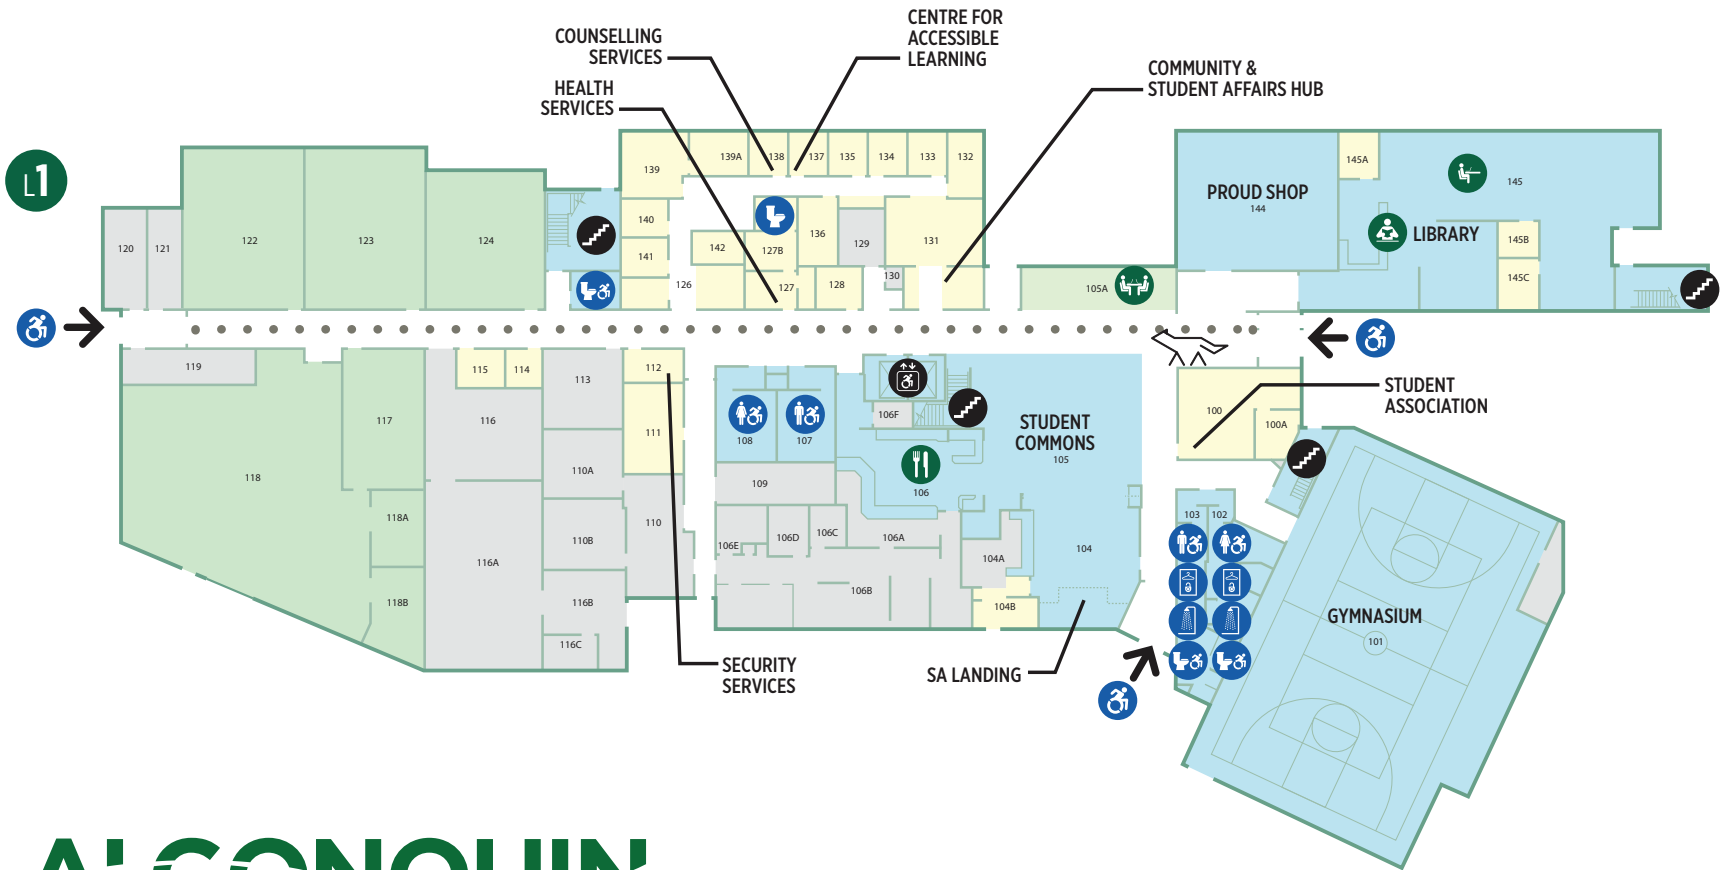 CENTRE FOR
ACCESSIBLE
LEARNING
COUNSELLING
SERVICES
HEALTH
SERVICES
COMMUNITY &
STUDENT AFFAIRS HUB
L1
139
139A
138
137
135
134
133
132
145A
145
PROUD SHOP
144
120
121
122
123
124
140
141
142
127B
136
129
131
LIBRARY
145B
145C
126
127
128
130
105A
119
115
114
113
112
117
116
111
118
110A
110
118A
110B
116A
118B
116B
116C
108
107
106F
STUDENT
COMMONS
105
109
106
106E
106D
106C
106A
104A
104
106B
104B
100
100A
STUDENT
ASSOCIATION
103
102
GYMNASIUM
101
SECURITY
SERVICES
SA LANDING
ALGONQUIN